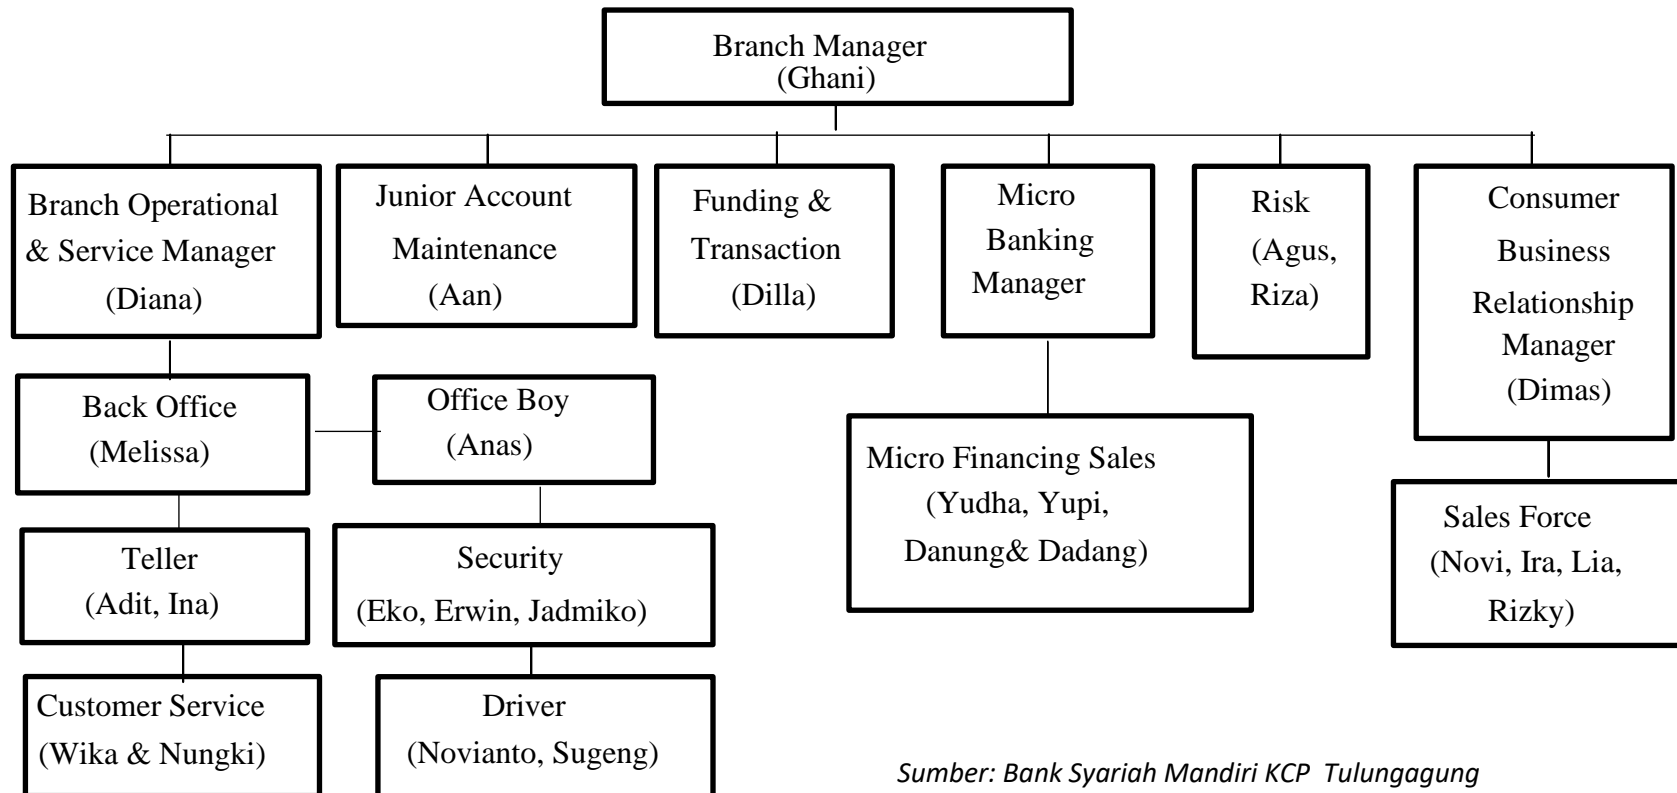 Branch Manager
(Ghani)
Branch Operational
& Service Manager
(Diana)
Junior Account
Maintenance
(Aan)
Funding &
Transaction
(Dilla)
Micro
Banking
Manager
Risk
(Agus,
Riza)
Consumer
Business
Relationship
Manager
(Dimas)
Back Office
(Melissa)
Office Boy
(Anas)
Micro Financing Sales
(Yudha, Yupi,
Danung& Dadang)
Sales Force
(Novi, Ira, Lia,
Rizky)
Teller
(Adit, Ina)
Security
(Eko, Erwin, Jadmiko)
Customer Service
(Wika & Nungki)
Driver
(Novianto, Sugeng)
Sumber: Bank Syariah Mandiri KCP Tulungagung